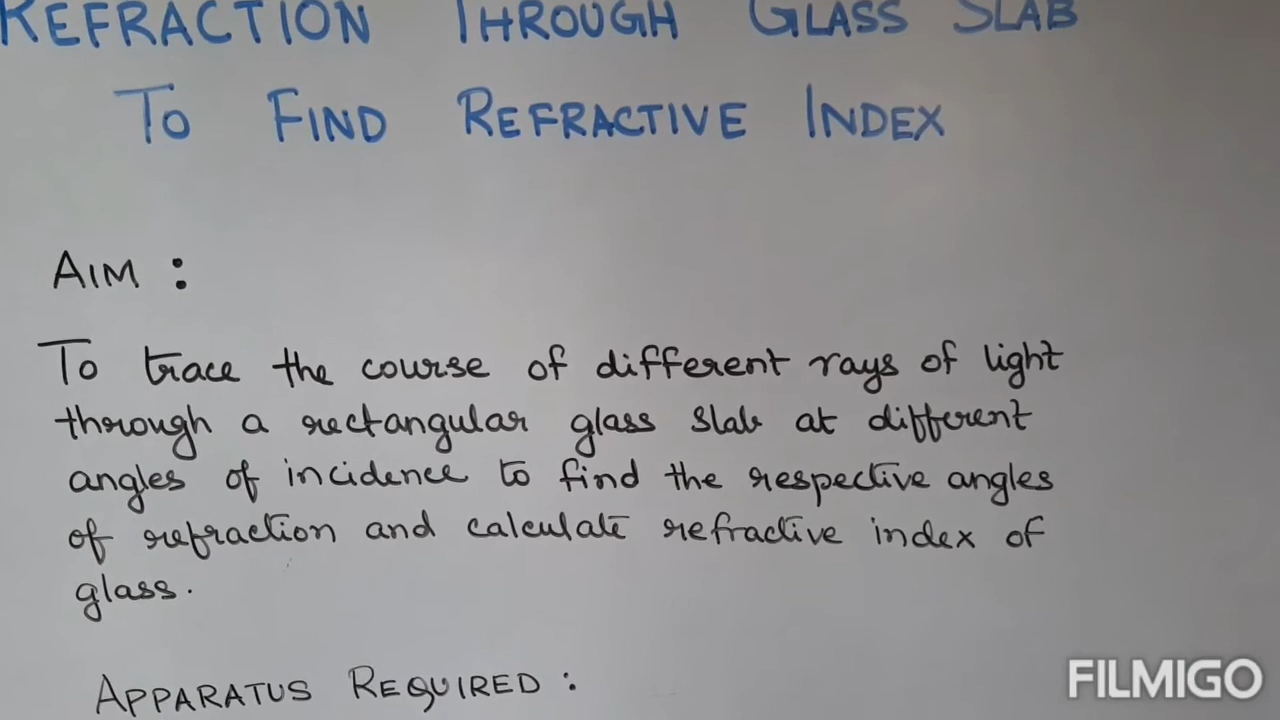 REFRACTION THROUGH GLASS SLAB
TO FIND REFRACTIVE INDEX
AIM :
To trace the course of different rays of light
through a rectangular glass slab at different
angles of incidence to find the respective angles
of refraction and calculate refractive index of
glass.
APPARATUS REQUIRED :
FILMIGO